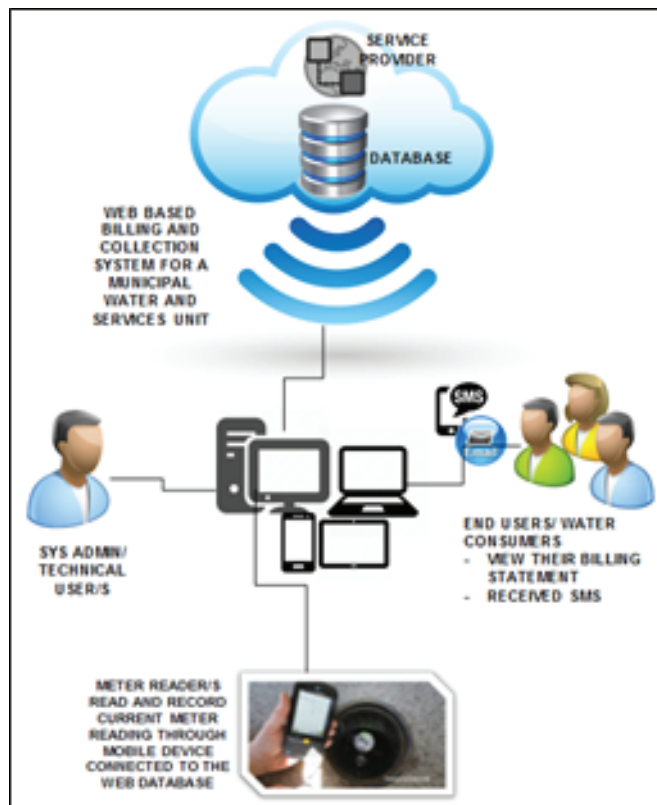 SERVICE
PROVIDER
DATABASE
WEB BASED
BILLING AND
COLLECTION
SYSTEM FOR A
MUNICIPAL
WATER AND
SERVICES UNIT
SMS
Email
SYS ADMIN/
TECHNICAL
USER/S
END USERS/ WATER
CONSUMERS
- VIEW THEIR BILLING
STATEMENT
- RECEIVED SMS
METER READER/S
READ AND RECORD
CURRENT METER
READING THROUGH
MOBILE DEVICE
CONNECTED TO THE
WEB DATABASE